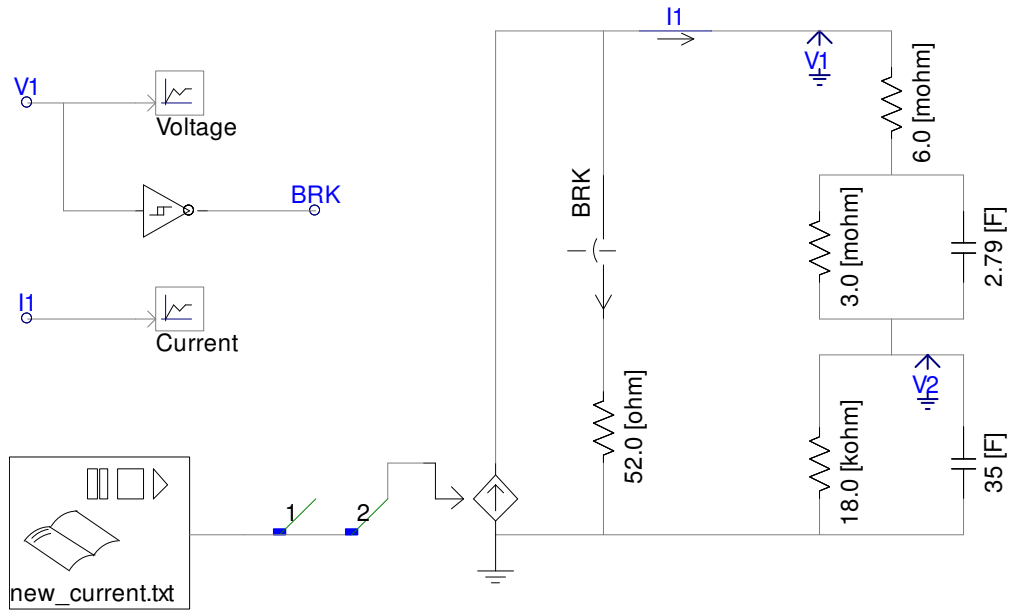 I1
V1
V1
Voltage
6.0 [mohm]
BRK
BRK
3.0 [mohm]
2.79 [F]
I1
Current
V2
52.0 [ohm]
18.0 [kohm]
35 [F]
1
2
new_current.txt